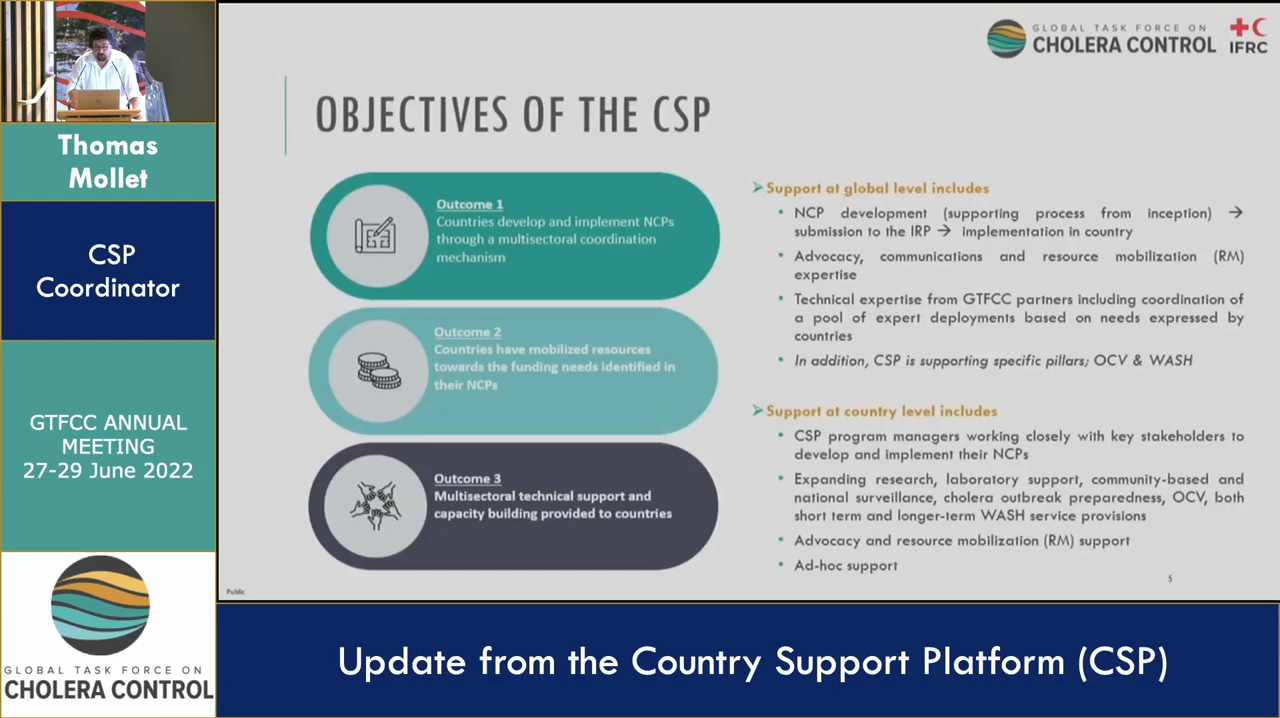 Thomas
Mollet
CSP
Coordinator
GTFCC ANNUAL
MEETING
27-29 June 2022
GLOBAL TASK FORCE ON
CHOLERA CONTROL
GLOBAL TASK FORCE ON
CHOLERA CONTROL
IFRC
OBJECTIVES OF THE CSP
Outcome 1
Countries develop and implement NCPs
through a multisectoral coordination
mechanism
Outcome 2
Countries have mobilized resources
towards the funding needs identified in
their NCPs
Outcome 3
Multisectoral technical support and
capacity building provided to countries
➢ Support at global level includes
• NCP development (supporting process from inception) →
submission to the IRP → implementation in country
• Advocacy, communications and resource mobilization (RM)
expertise
• Technical expertise from GTFCC partners including coordination of
a pool of expert deployments based on needs expressed by
countries
• In addition, CSP is supporting specific pillars; OCV & WASH
➢ Support at country level includes
• CSP program managers working closely with key stakeholders to
develop and implement their NCPs
• Expanding research, laboratory support, community-based and
national surveillance, cholera outbreak preparedness, OCV, both
short term and longer-term WASH service provisions
• Advocacy and resource mobilization (RM) support
• Ad-hoc support
Public
5
Update from the Country Support Platform (CSP)